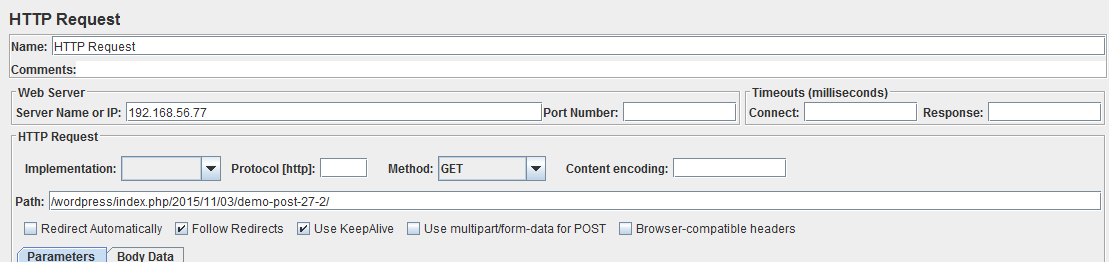 HTTP Request
Name: HTTP Request
Comments:
Web Server Timeouts (milliseconds)
Server Name or IP: 192.168.56.77 Port Number: Connect: Response:
HTTP Request
Implementation: Protocol [http]: Method: GET Content encoding:
Path: /wordpress/index.php/2015/11/03/demo-post-27-2/
Redirect Automatically Follow Redirects Use KeepAlive Use multipart/form-data for POST Browser-compatible headers
Parameters Body Data